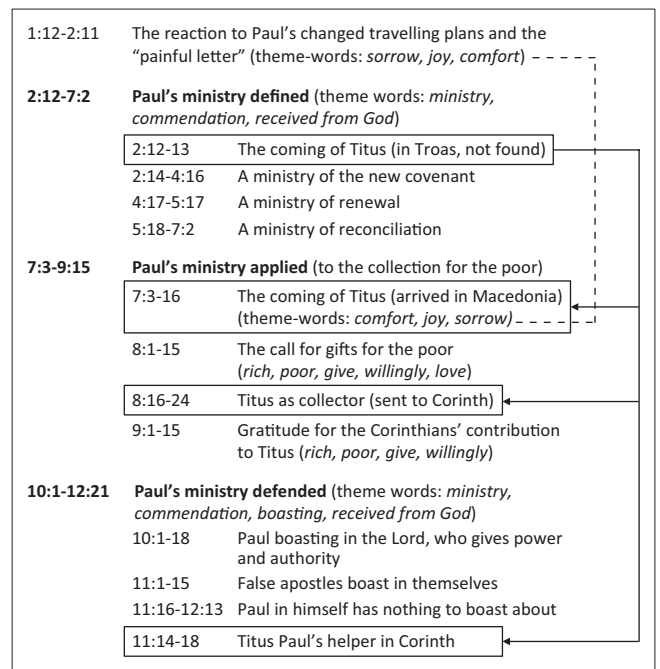 1:12-2:11 The reaction to Paul's changed travelling plans and the
“painful letter” (theme-words: sorrow, joy, comfort)
2:12-7:2 Paul's ministry defined (theme words: ministry,
commendation, received from God)
2:12-13 The coming of Titus (in Troas, not found)
2:14-4:16 A ministry of the new covenant
4:17-5:17 A ministry of renewal
5:18-7:2 A ministry of reconciliation
7:3-9:15 Paul's ministry applied (to the collection for the poor)
7:3-16 The coming of Titus (arrived in Macedonia)
(theme-words: comfort, joy, sorrow)
8:1-15 The call for gifts for the poor
(rich, poor, give, willingly, love)
8:16-24 Titus as collector (sent to Corinth)
9:1-15 Gratitude for the Corinthians' contribution
to Titus (rich, poor, give, willingly)
10:1-12:21 Paul's ministry defended (theme words: ministry,
commendation, boasting, received from God)
10:1-18 Paul boasting in the Lord, who gives power
and authority
11:1-15 False apostles boast in themselves
11:16-12:13 Paul in himself has nothing to boast about
11:14-18 Titus Paul's helper in Corinth